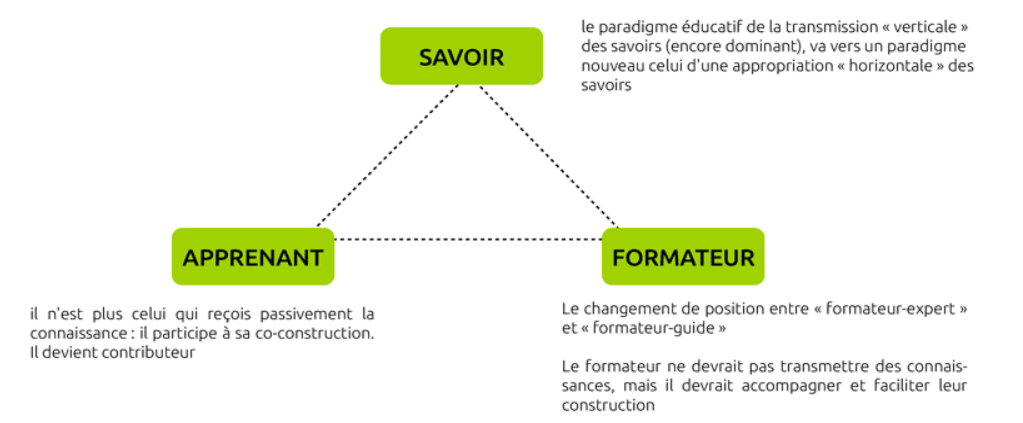 SAVOIR
le paradigme éducatif de la transmission « verticale »
des savoirs (encore dominant), va vers un paradigme
nouveau celui d'une appropriation « horizontale » des
savoirs
APPRENANT
il n'est plus celui qui reçois passivement la
connaissance : il participe à sa co-construction.
Il devient contributeur
FORMATEUR
Le changement de position entre « formateur-expert »
et « formateur-guide »
Le formateur ne devrait pas transmettre des connais-
sances, mais il devrait accompagner et faciliter leur
construction